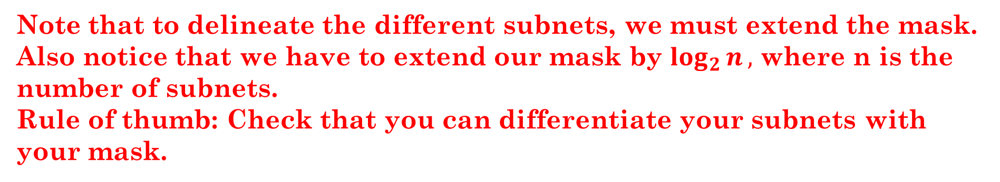 Note that to delineate the different subnets, we must extend the mask.
Also notice that we have to extend our mask by log₂ n, where n is the
number of subnets.
Rule of thumb: Check that you can differentiate your subnets with
your mask.